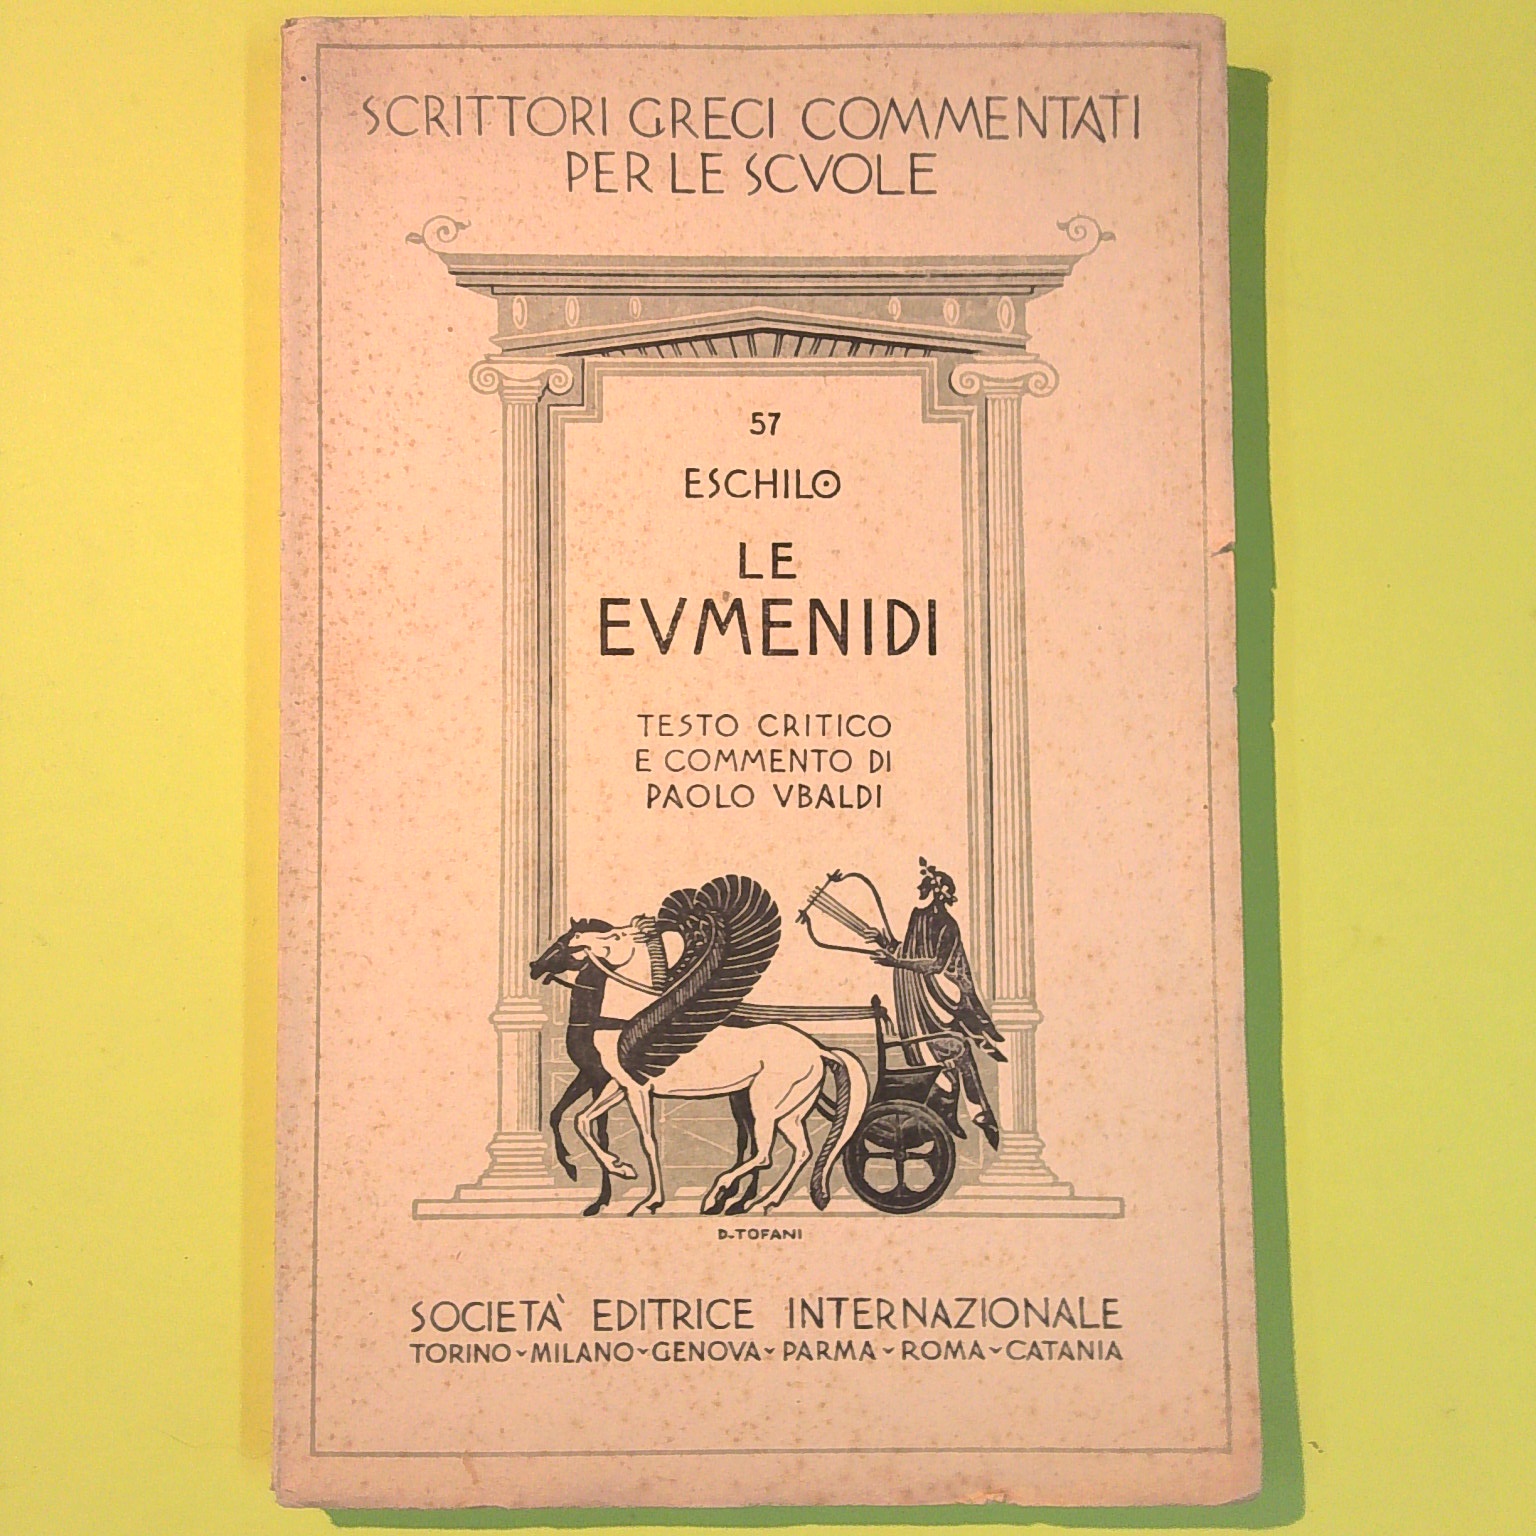 SCRITTORI GRECI COMMENTATI
PER LE SCVOLE
57
ESCHILO
LE
EVMENIDI
TESTO CRITICO
E COMMENTO DI
PAOLO VBALDI
D-TOFANI
SOCIETÀ EDITRICE INTERNAZIONALE
TORINO-MILANO-GENOVA-PARMA-ROMA-CATANIA